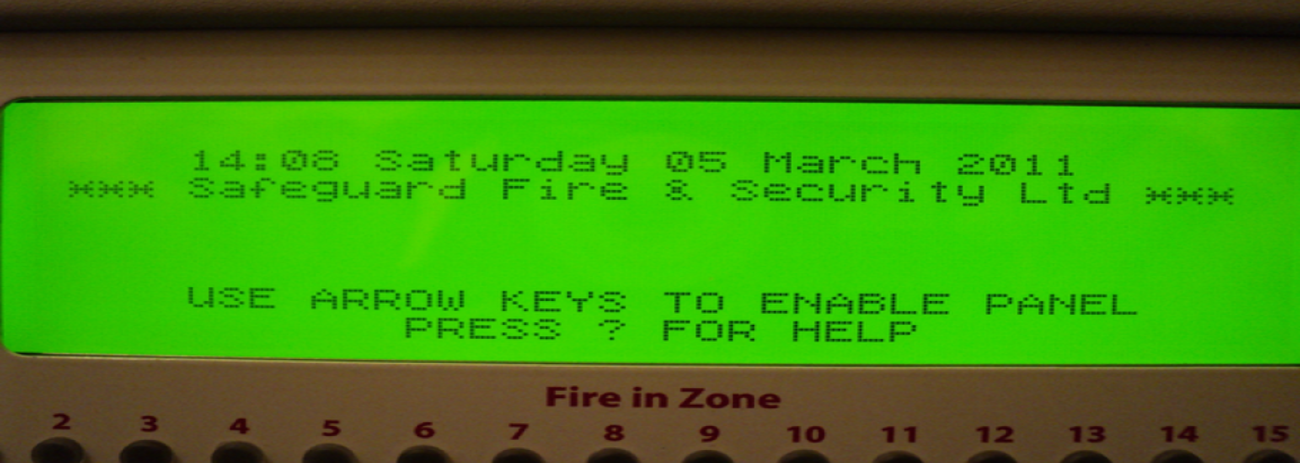 14:08 Saturday 05 March 2011
*** Safeguard Fire & Security Ltd ***
USE ARROW KEYS TO ENABLE PANEL
PRESS ? FOR HELP
Fire in Zone
2 3 4 5 6 7 8 9 10 11 12 13 14 15